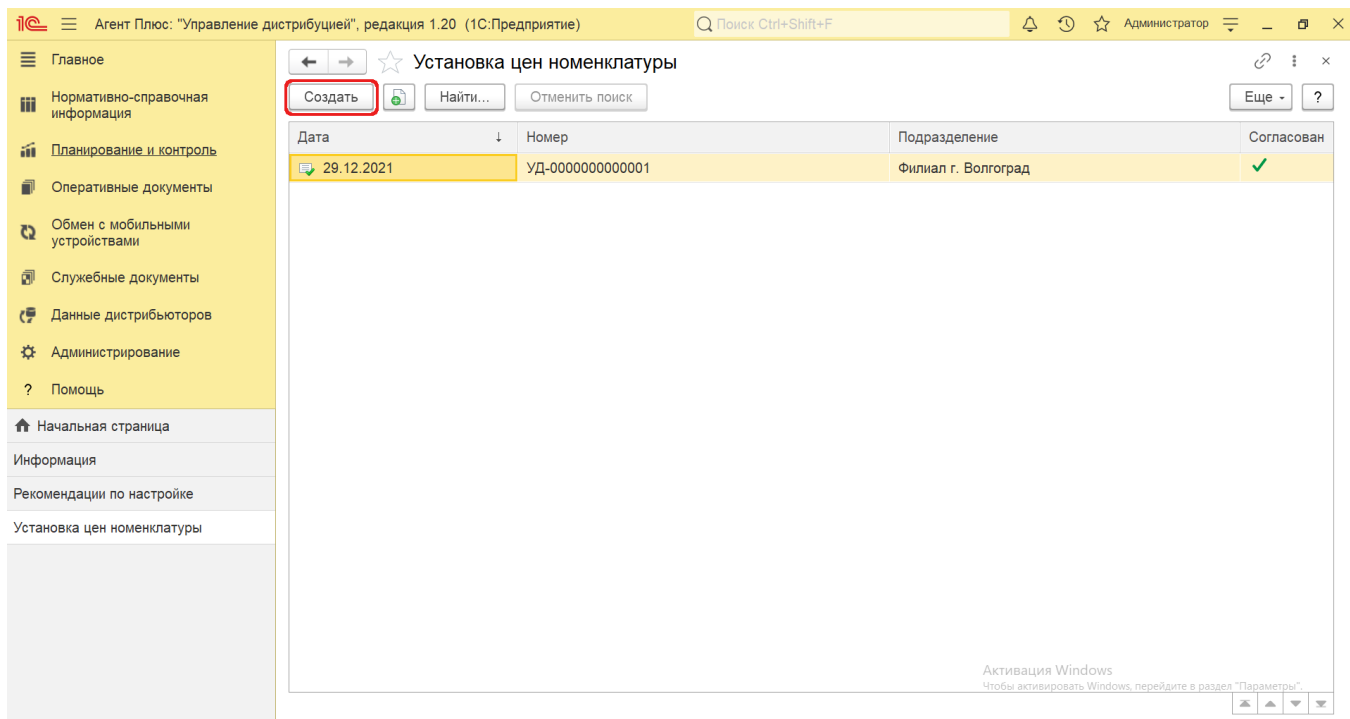 1С Агент Плюс: "Управление дистрибуцией", редакция 1.20 (1С:Предприятие) Поиск Ctrl+Shift+F Администратор
Главное
Нормативно-справочная
информация
Планирование и контроль
Оперативные документы
Обмен с мобильными
устройствами
Служебные документы
Данные дистрибьюторов
Администрирование
? Помощь
Начальная страница
Информация
Рекомендации по настройке
Установка цен номенклатуры
Установка цен номенклатуры
Создать Найти... Отменить поиск Еще ?
Дата ↓ Номер Подразделение Согласован
29.12.2021 УД-0000000000001 Филиал г. Волгоград
Активация Windows
Чтобы активировать Windows, перейдите в раздел "Параметры".